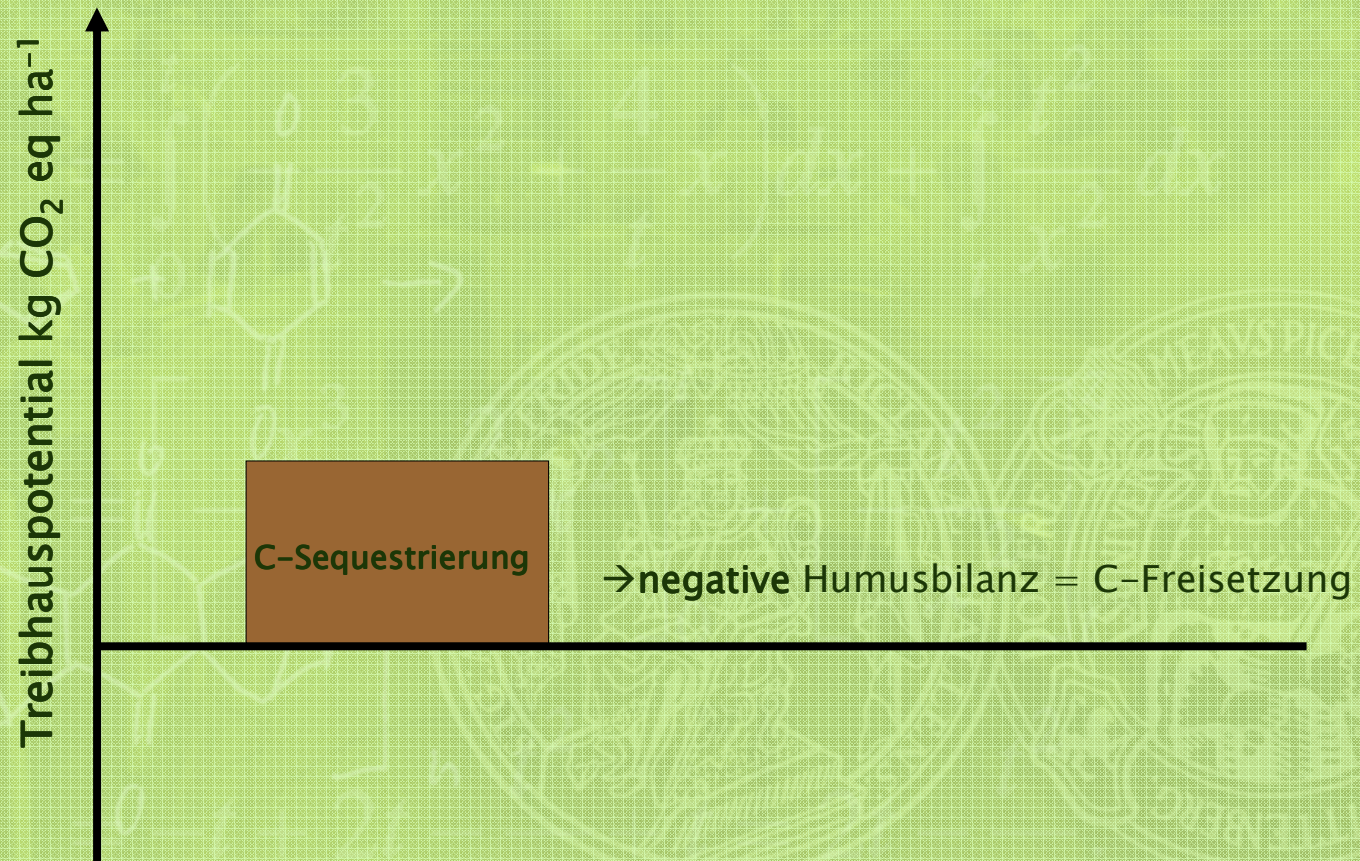 Treibhauspotential kg CO₂ eq ha⁻¹
C-Sequestrierung
→negative Humusbilanz = C-Freisetzung